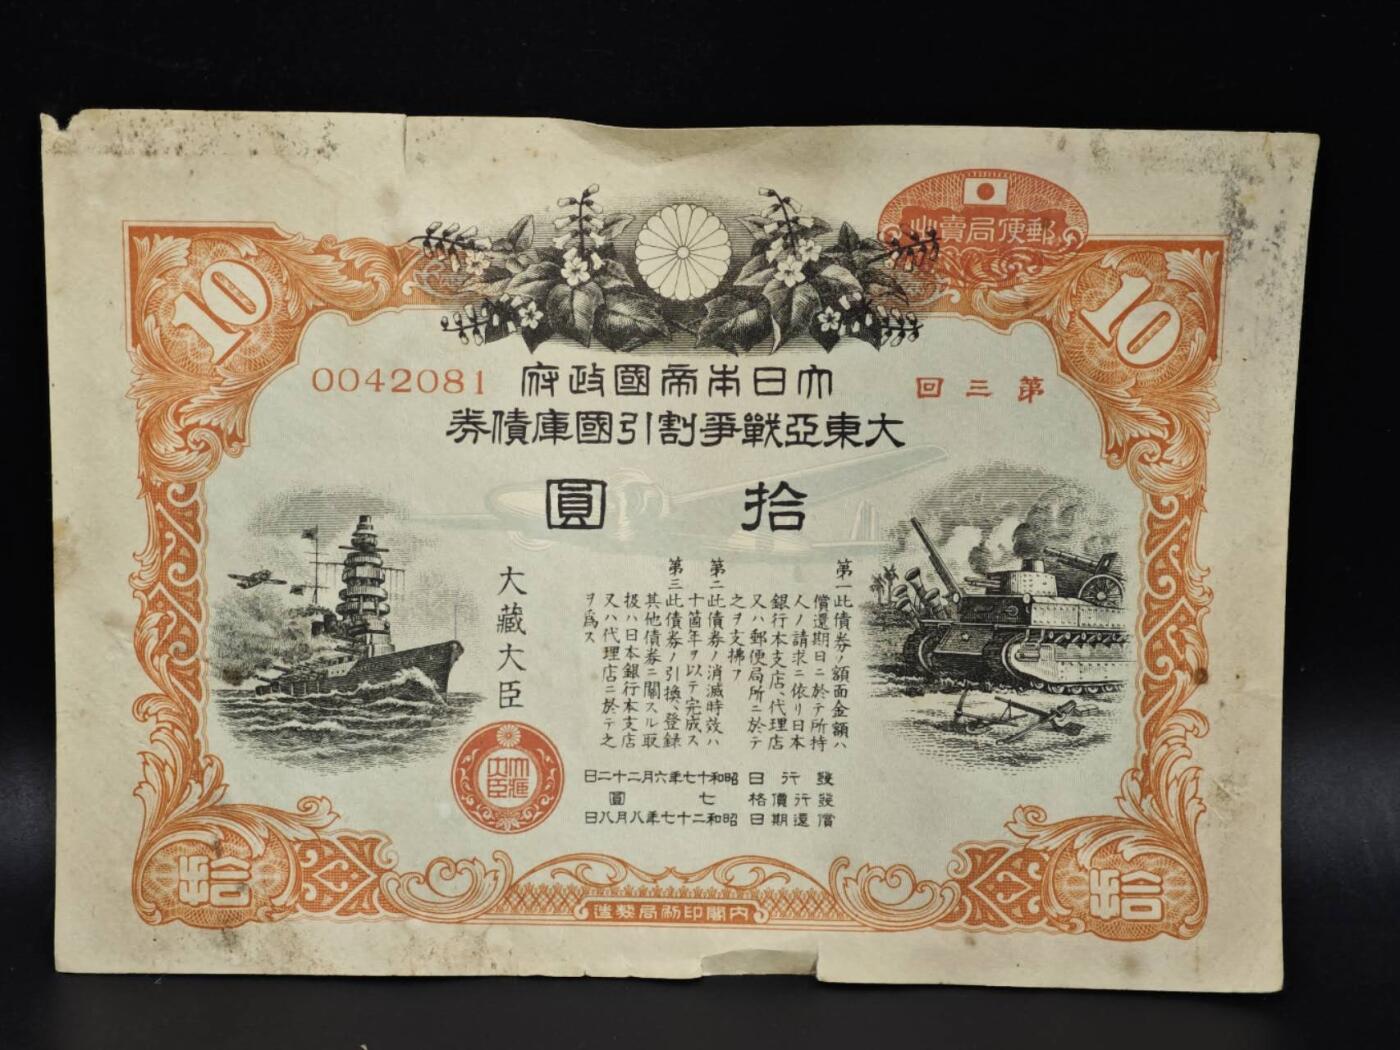 郵便局賣出
10
10
第三回
大日本帝國政府
0042081
大東亞戰爭割引國庫債券
拾圓
第一 此債券ノ額面金額ハ
償還期日ニ於テ所持
人ノ請求ニ依リ日本
銀行本支店、代理店
又ハ郵便局所ニ於テ
之ヲ支拂フ
第二 此債券ノ消滅時效ハ
十箇年ヲ以テ完成ス
第三 此債券ノ引換、登錄
其他債券ニ關スル取
扱ハ日本銀行本支店
又ハ代理店ニ於テ之
ヲ爲ス
大藏大臣
大藏大臣
發行日 昭和十七年六月二十二日
發行價格 七圓
償還期日 昭和二十七年八月八日
拾
拾
內閣印刷局製造